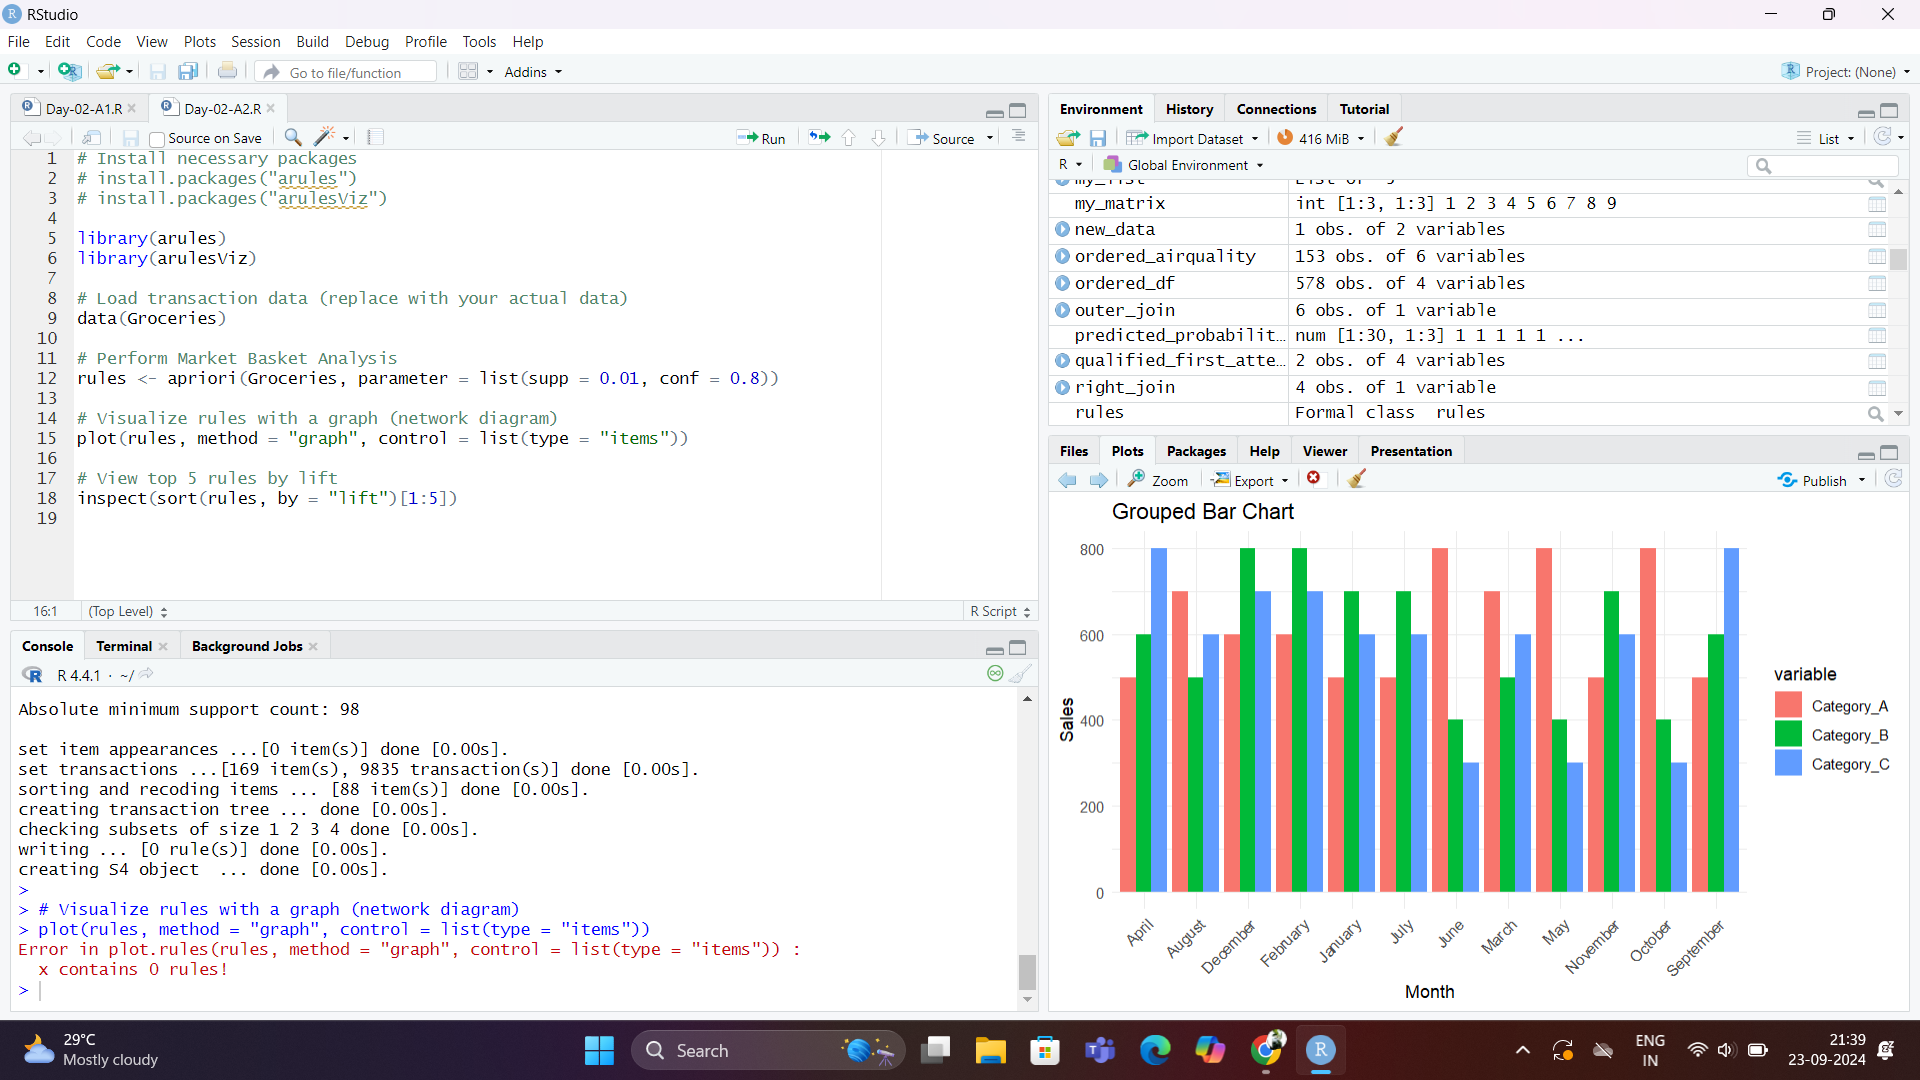 RStudio
File Edit Code View Plots Session Build Debug Profile Tools Help
Go to file/function Addins Project: (None)
Day-02-A1.R Day-02-A2.R
Source on Save Run Source
1 # Install necessary packages
2 # install.packages("arules")
3 # install.packages("arulesViz")
4
5 library(arules)
6 library(arulesViz)
7
8 # Load transaction data (replace with your actual data)
9 data(Groceries)
10
11 # Perform Market Basket Analysis
12 rules <- apriori(Groceries, parameter = list(supp = 0.01, conf = 0.8))
13
14 # Visualize rules with a graph (network diagram)
15 plot(rules, method = "graph", control = list(type = "items"))
16
17 # View top 5 rules by lift
18 inspect(sort(rules, by = "lift")[1:5])
19
16:1 (Top Level) R Script
Console Terminal Background Jobs
R 4.4.1 · ~/
Absolute minimum support count: 98
set item appearances ...[0 item(s)] done [0.00s].
set transactions ...[169 item(s), 9835 transaction(s)] done [0.00s].
sorting and recoding items ... [88 item(s)] done [0.00s].
creating transaction tree ... done [0.00s].
checking subsets of size 1 2 3 4 done [0.00s].
writing ... [0 rule(s)] done [0.00s].
creating S4 object  ... done [0.00s].
>
> # Visualize rules with a graph (network diagram)
> plot(rules, method = "graph", control = list(type = "items"))
Error in plot.rules(rules, method = "graph", control = list(type = "items")) :
x contains 0 rules!
>
Environment History Connections Tutorial
Import Dataset 416 MiB List
R Global Environment
my_matrix int [1:3, 1:3] 1 2 3 4 5 6 7 8 9
new_data 1 obs. of 2 variables
ordered_airquality 153 obs. of 6 variables
ordered_df 578 obs. of 4 variables
outer_join 6 obs. of 1 variable
predicted_probabilit… num [1:30, 1:3] 1 1 1 1 1 ...
qualified_first_atte… 2 obs. of 4 variables
right_join 4 obs. of 1 variable
rules Formal class  rules
Files Plots Packages Help Viewer Presentation
Zoom Export Publish
Grouped Bar Chart
800
600
400
200
0
Sales
April August December February January July June March May November October September
Month
variable
Category_A
Category_B
Category_C
29°C
Mostly cloudy
Search
ENG
IN
21:39
23-09-2024